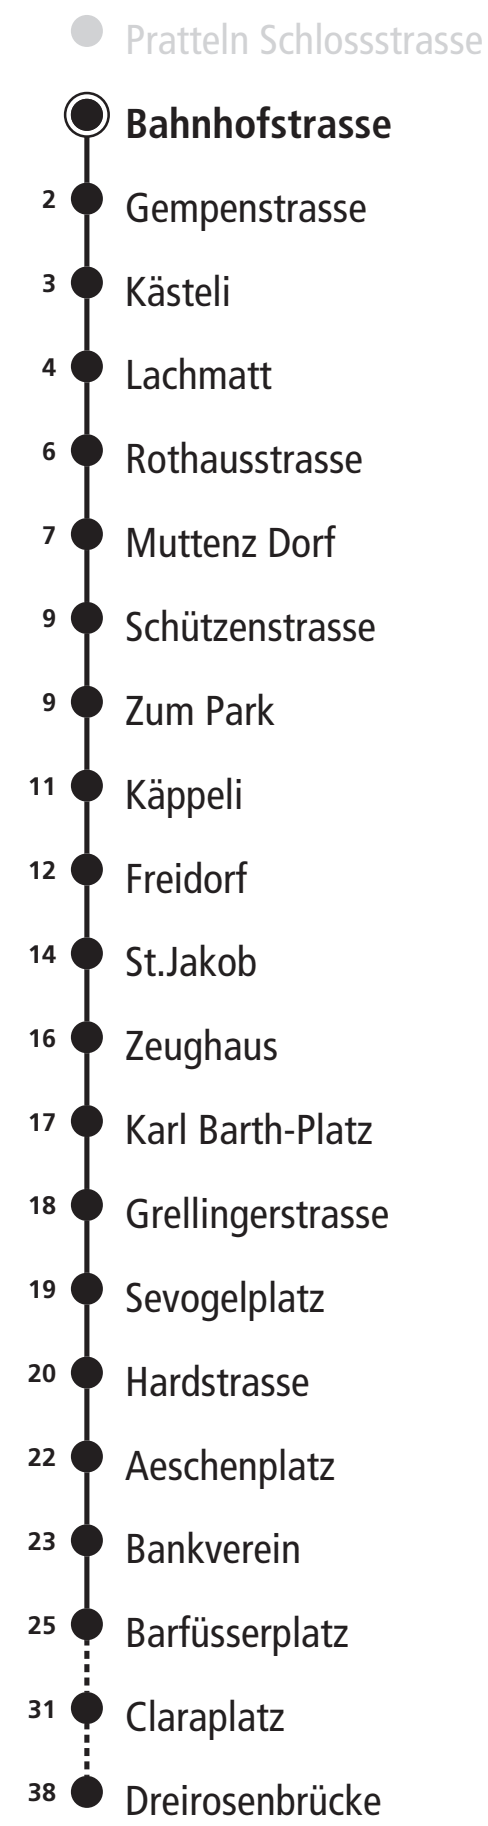 Pratteln Schlossstrasse
Bahnhofstrasse
2 Gempenstrasse
3 Kästeli
4 Lachmatt
6 Rothausstrasse
7 Muttenz Dorf
9 Schützenstrasse
9 Zum Park
11 Käppeli
12 Freidorf
14 St.Jakob
16 Zeughaus
17 Karl Barth-Platz
18 Grellingerstrasse
19 Sevogelplatz
20 Hardstrasse
22 Aeschenplatz
23 Bankverein
25 Barfüsserplatz
31 Claraplatz
38 Dreirosenbrücke